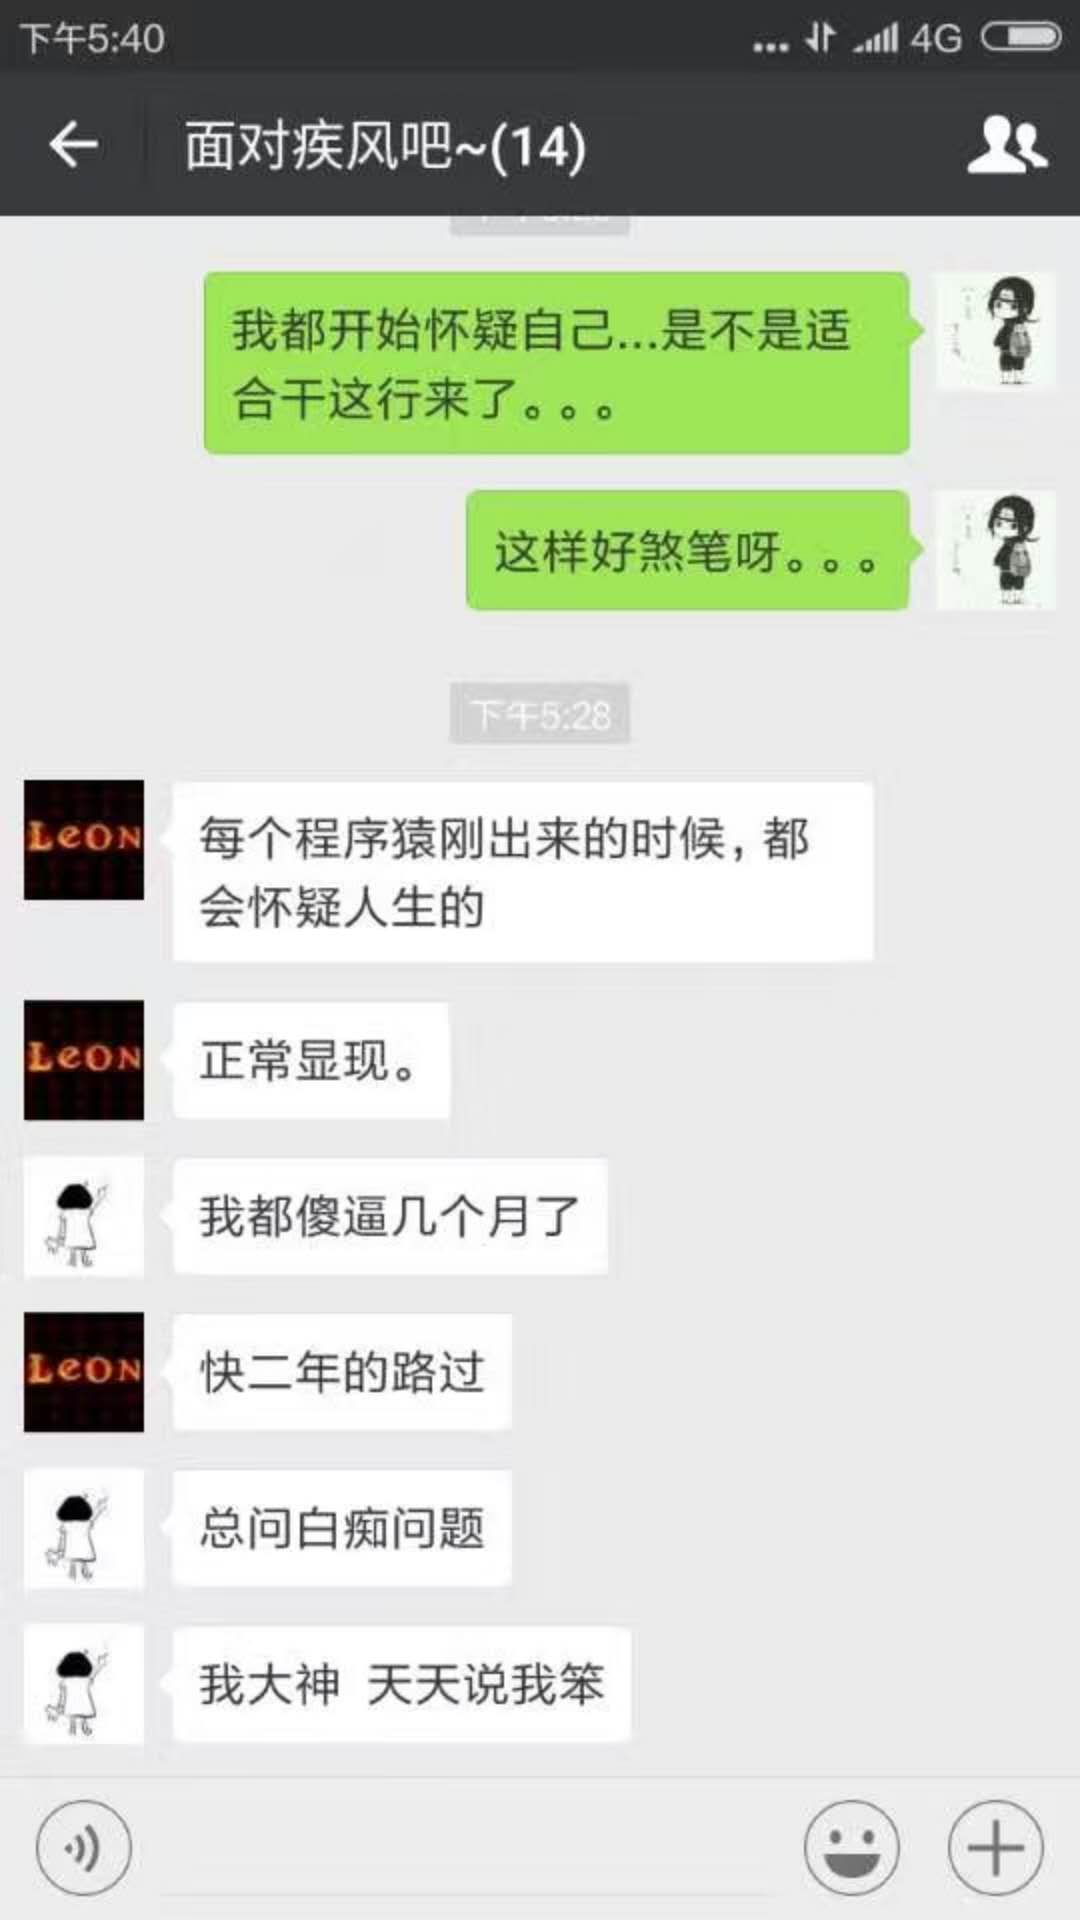 下午5:40
4G
面对疾风吧~(14)
我都开始怀疑自己...是不是适
合干这行来了。。。
这样好煞笔呀。。。
下午5:28
LEON
每个程序猿刚出来的时候,都
会怀疑人生的
LEON
正常显现。
我都傻逼几个月了
LEON
快二年的路过
总问白痴问题
我大神 天天说我笨